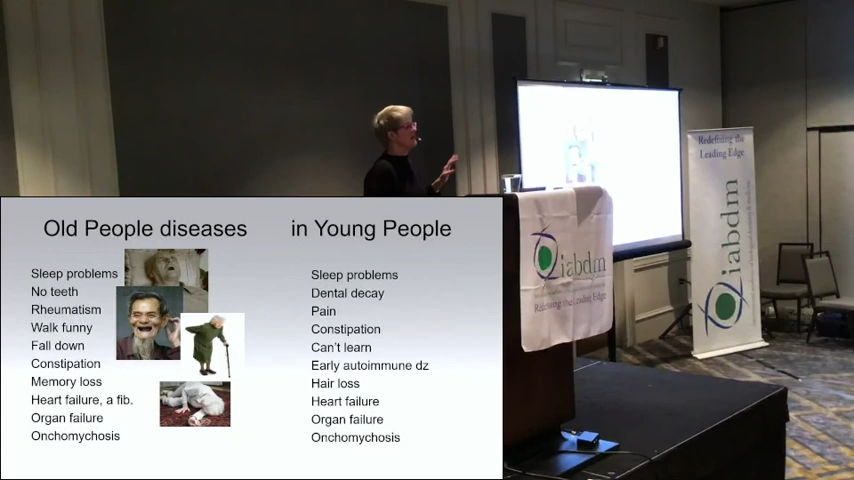 Old People diseases
in Young People
Sleep problems
No teeth
Rheumatism
Walk funny
Fall down
Constipation
Memory loss
Heart failure, a fib.
Organ failure
Onchomychosis
Sleep problems
Dental decay
Pain
Constipation
Can't learn
Early autoimmune dz
Hair loss
Heart failure
Organ failure
Onchomychosis
iabdm
Redefining the Leading Edge
Redefining the
Leading Edge
iabdm